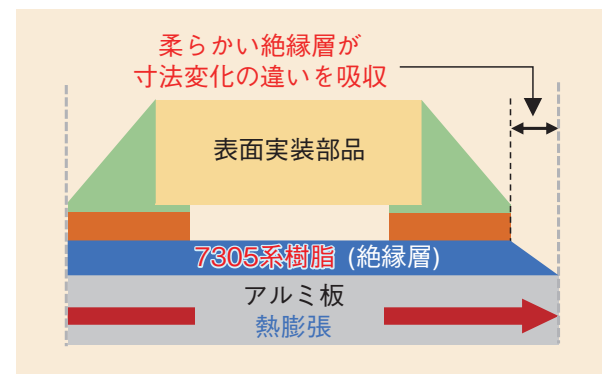 柔らかい絶縁層が
寸法変化の違いを吸収
表面実装部品
7305系樹脂 (絶縁層)
アルミ板
熱膨張